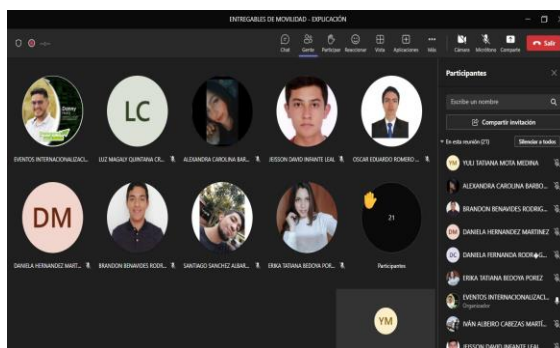 ENTREGABLES DE MOVILIDAD - EXPLICACIÓN
Chat Gente Participar Reaccionar Vista Aplicaciones Más Cámara Micrófono Compartir Salir
LC
EVENTOS INTERNACIONALIZACI...
LUZ MAGALY QUINTANA CR...
ALEXANDRA CAROLINA BAR...
JEISSON DAVID INFANTE LEAL
OSCAR EDUARDO ROMERO ...
DM
21
DANIELA HERNANDEZ MART...
BRANDON BENAVIDES RODR...
SANTIAGO SANCHEZ ALBAR...
ERIKA TATIANA BEDOYA POR...
Participantes
YM
Participantes
Escribe un nombre
Compartir invitación
En esta reunión (21) Silenciar a todos
YM YULI TATIANA MOTA MEDINA
ALEXANDRA CAROLINA BARBO...
BRANDON BENAVIDES RODRIG...
DM DANIELA HERNANDEZ MARTINEZ
DC DANIELA FERNANDA RODR�G...
ERIKA TATIANA BEDOYA POREZ
EVENTOS INTERNACIONALIZACI...
Organizador
IVÁN ALBEIRO CABEZAS MARTÍ...
JEISSON DAVID INFANTE LEAL